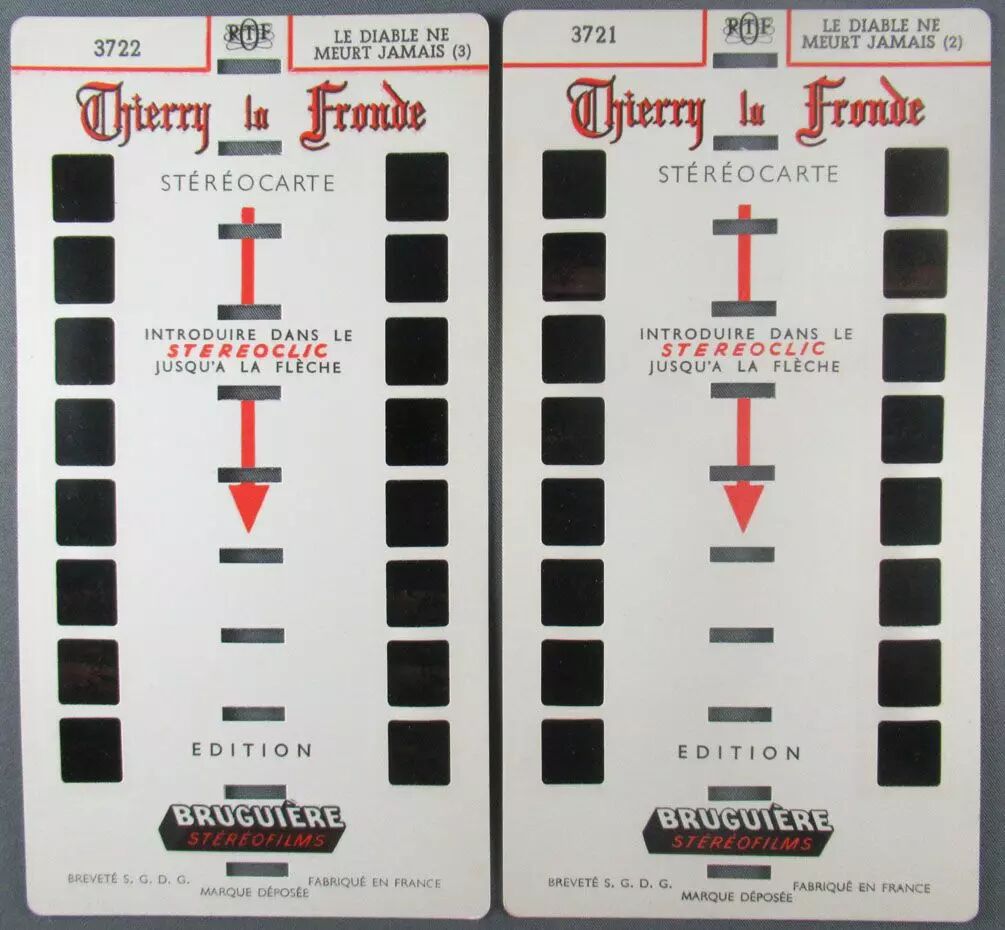 3722
RTF
LE DIABLE NE
MEURT JAMAIS (3)
Thierry la Fronde
STÉRÉOCARTE
INTRODUIRE DANS LE
STEREOCLIC
JUSQU'A LA FLÈCHE
EDITION
BRUGUIÈRE
STÉRÉOFILMS
BREVETÉ S. G. D. G.
MARQUE DÉPOSÉE
FABRIQUÉ EN FRANCE
3721
RTF
LE DIABLE NE
MEURT JAMAIS (2)
Thierry la Fronde
STÉRÉOCARTE
INTRODUIRE DANS LE
STEREOCLIC
JUSQU'A LA FLÈCHE
EDITION
BRUGUIÈRE
STÉRÉOFILMS
BREVETÉ S. G. D. G.
MARQUE DÉPOSÉE
FABRIQUÉ EN FRANCE